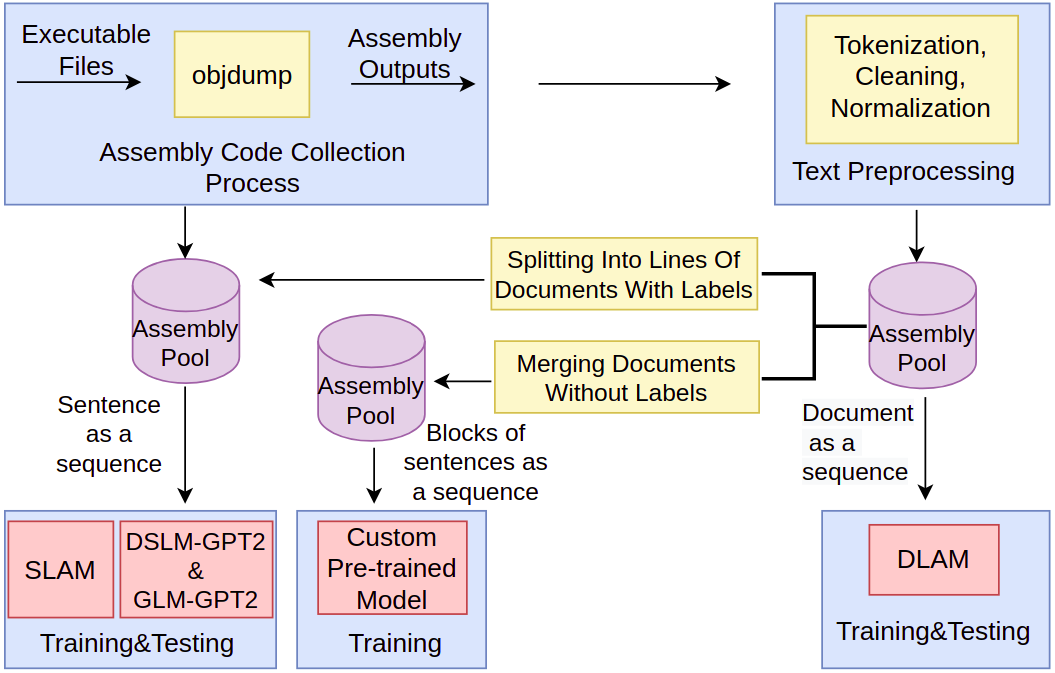 Executable
Files
objdump
Assembly
Outputs
Assembly Code Collection
Process
Tokenization,
Cleaning,
Normalization
Text Preprocessing
Splitting Into Lines Of
Documents With Labels
Assembly
Pool
Merging Documents
Without Labels
Assembly
Pool
Assembly
Pool
Sentence
as a
sequence
Blocks of
sentences as
a sequence
Document
as a
sequence
SLAM
DSLM-GPT2
&
GLM-GPT2
Training&Testing
Custom
Pre-trained
Model
Training
DLAM
Training&Testing